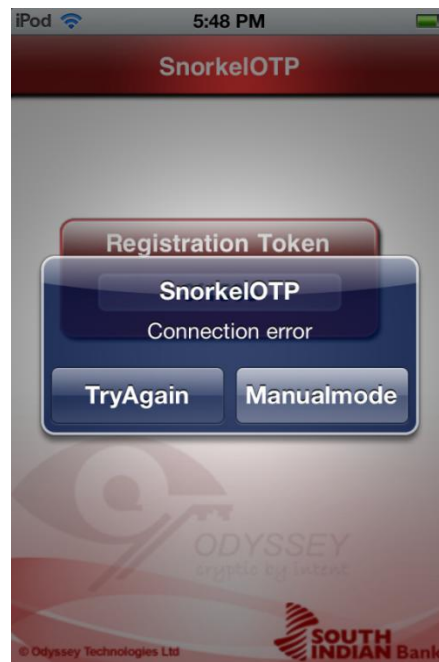 iPod 5:48 PM
SnorkelOTP
Registration Token
SnorkelOTP
Connection error
TryAgain Manualmode
ODYSSEY
cryptic by intent
© Odyssey Technologies Ltd
SOUTH
INDIAN Bank